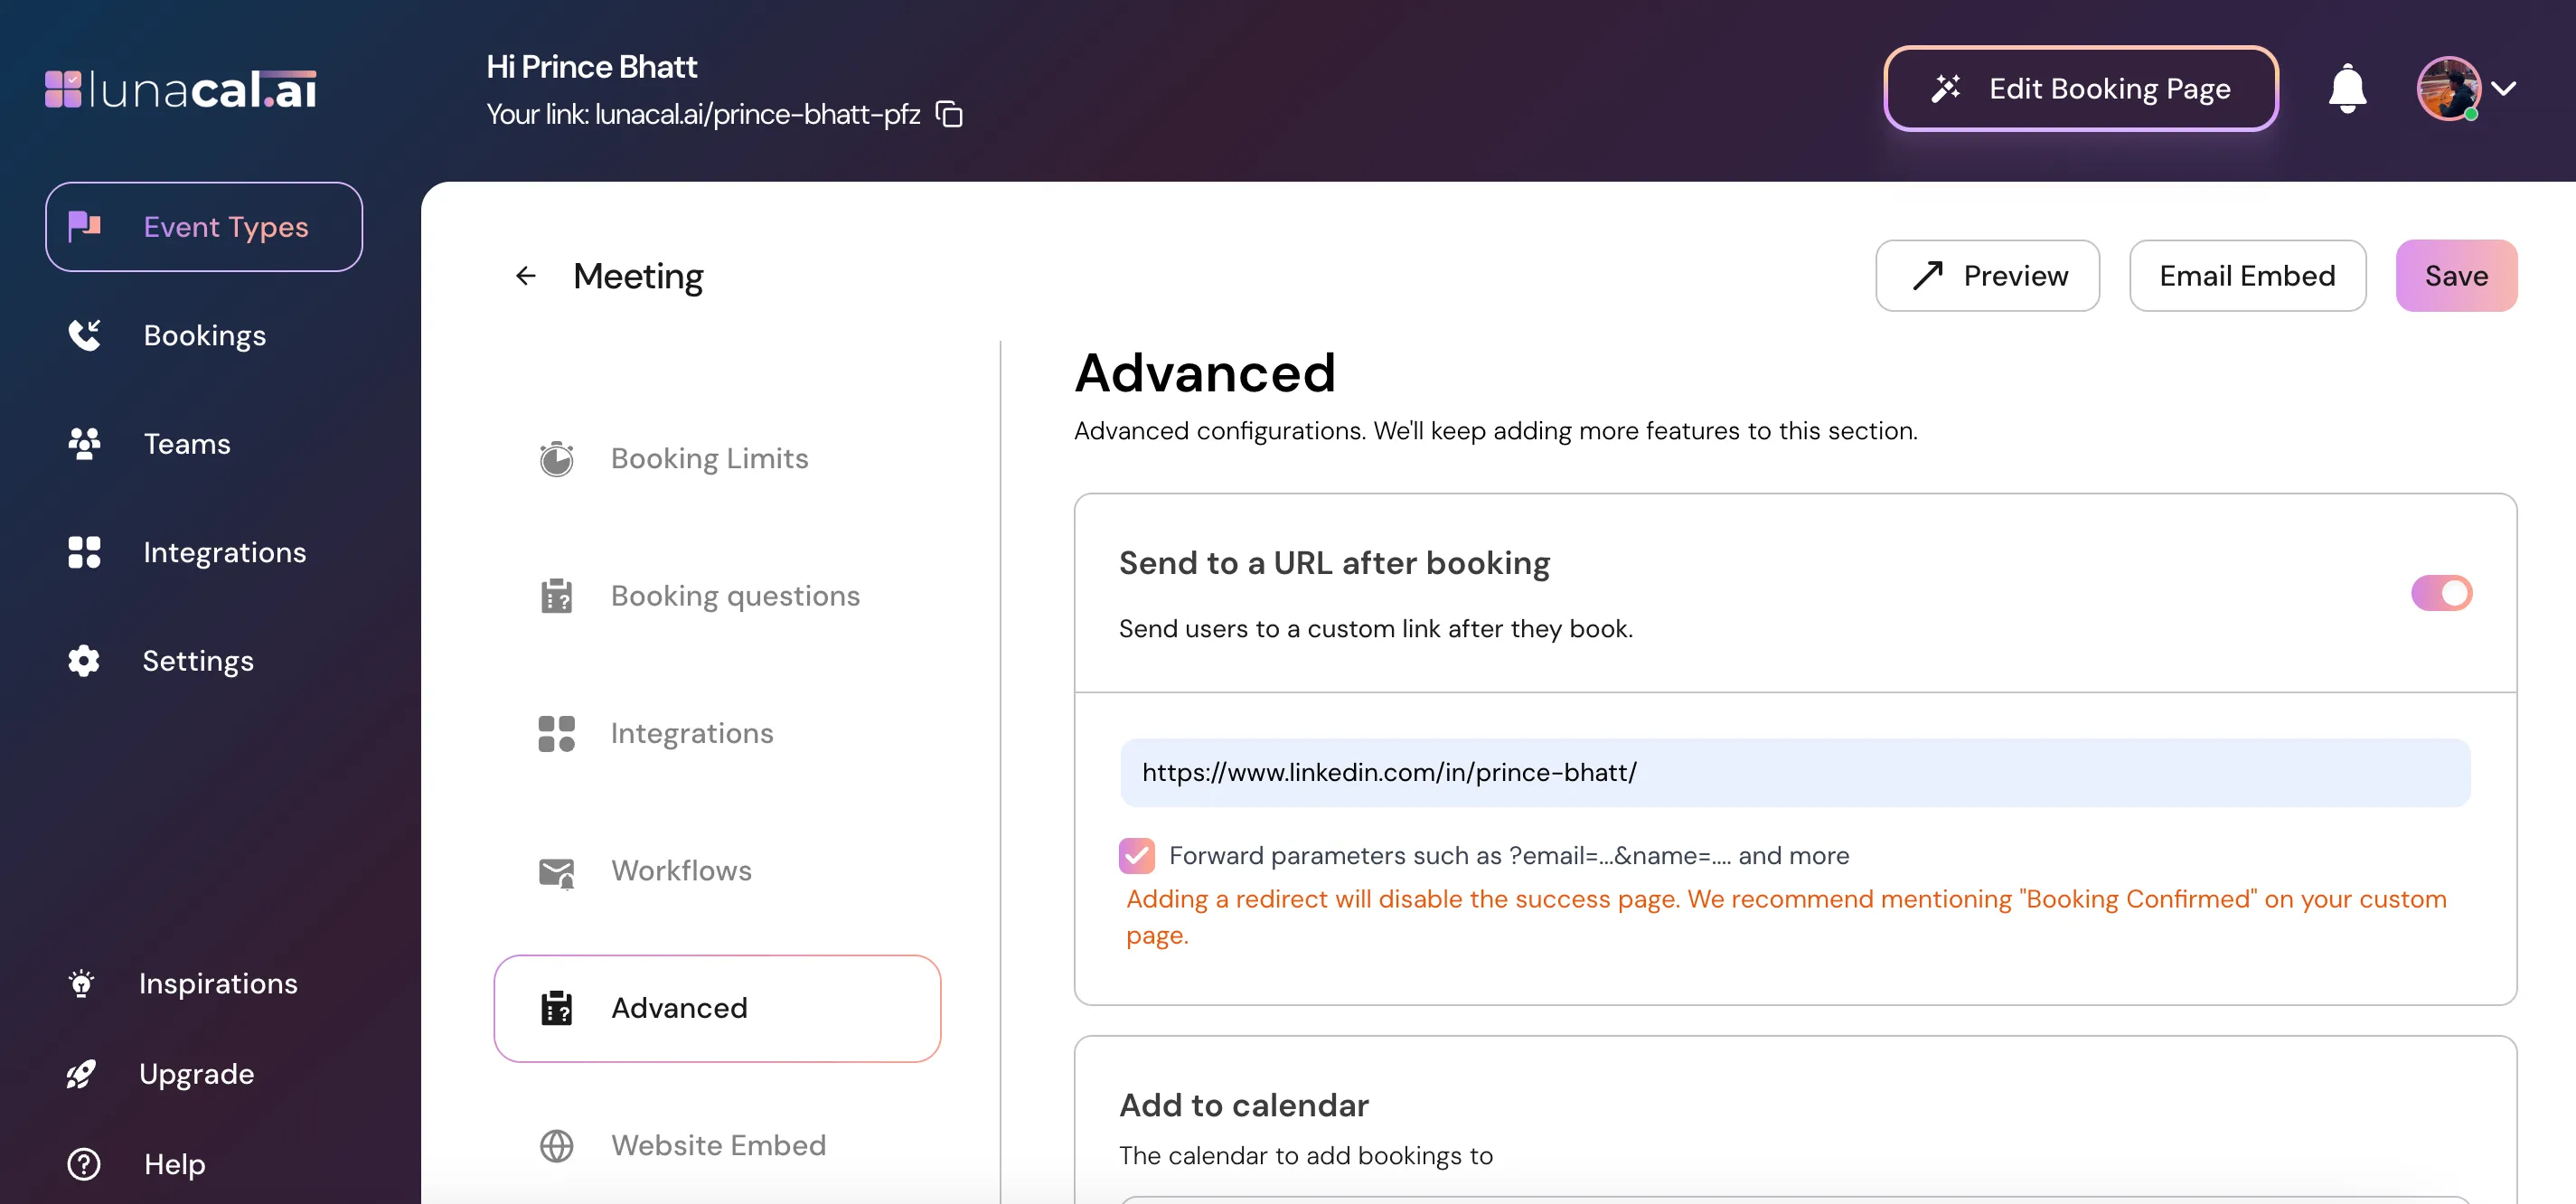 lunacal.ai
Hi Prince Bhatt
Your link: lunacal.ai/prince-bhatt-pfz
Edit Booking Page
Event Types
Bookings
Teams
Integrations
Settings
Inspirations
Upgrade
Help
Meeting
Preview
Email Embed
Save
Booking Limits
Booking questions
Integrations
Workflows
Advanced
Website Embed
Advanced
Advanced configurations. We'll keep adding more features to this section.
Send to a URL after booking
Send users to a custom link after they book.
https://www.linkedin.com/in/prince-bhatt/
Forward parameters such as ?email=...&name=.... and more
Adding a redirect will disable the success page. We recommend mentioning "Booking Confirmed" on your custom
page.
Add to calendar
The calendar to add bookings to